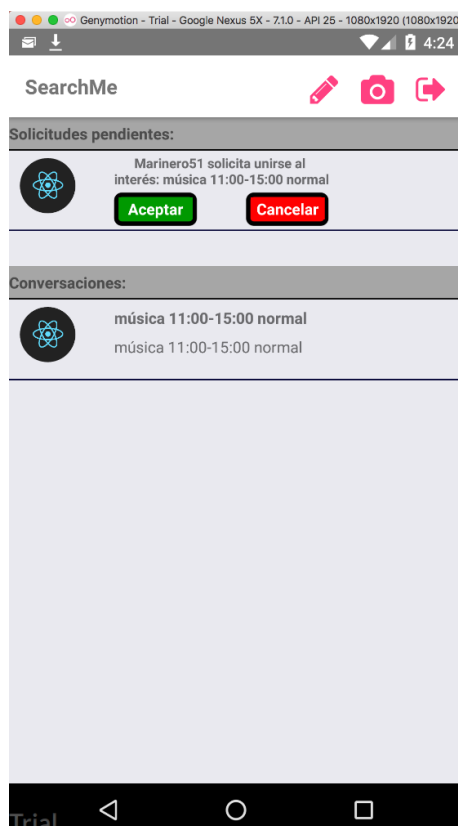 Genymotion - Trial - Google Nexus 5X - 7.1.0 - API 25 - 1080x1920 (1080x1920
4:24
SearchMe
Solicitudes pendientes:
Marinero51 solicita unirse al
interés: música 11:00-15:00 normal
Aceptar Cancelar
Conversaciones:
música 11:00-15:00 normal
música 11:00-15:00 normal
Trial